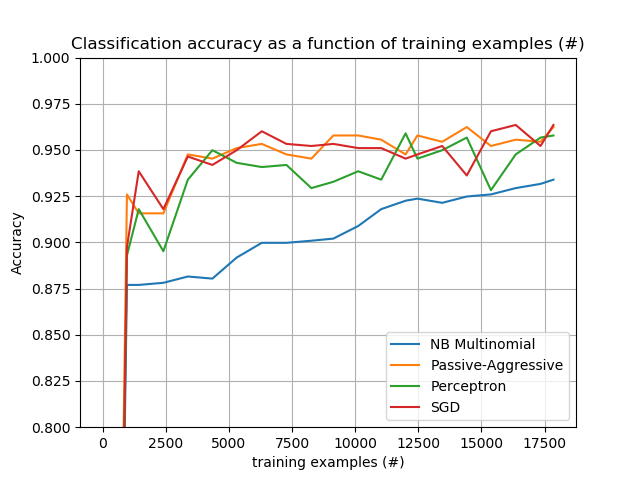 Classification accuracy as a function of training examples (#)
1.000
0.975
0.950
0.925
0.900
0.875
0.850
0.825
0.800
Accuracy
NB Multinomial
Passive-Aggressive
Perceptron
SGD
0 2500 5000 7500 10000 12500 15000 17500
training examples (#)